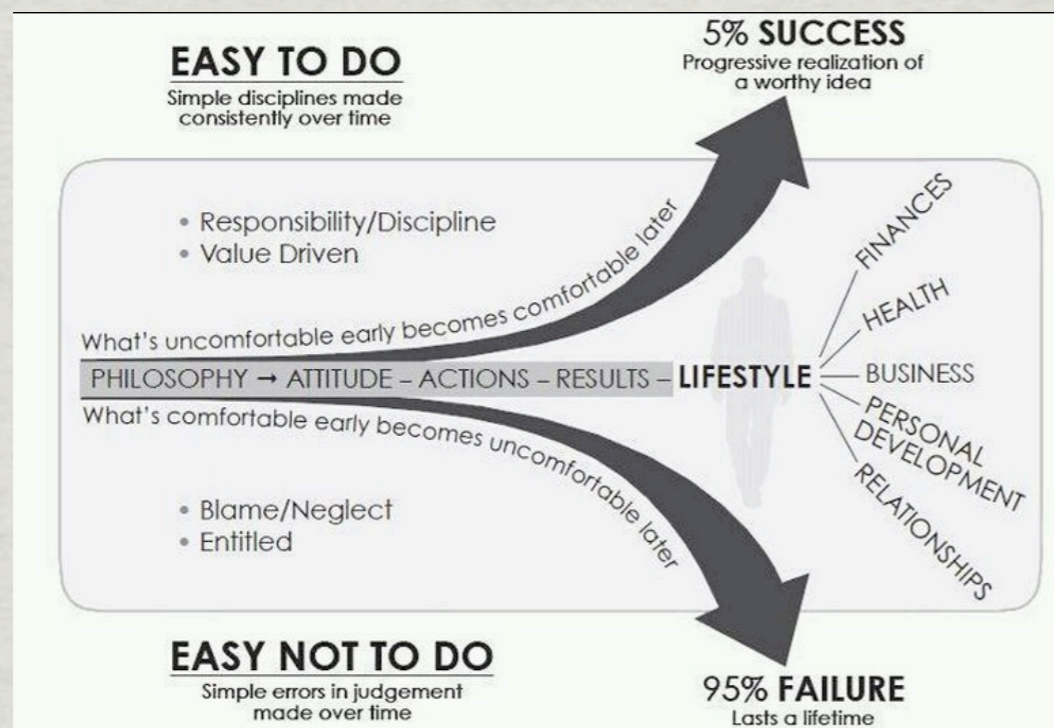 EASY TO DO
Simple disciplines made
consistently over time
5% SUCCESS
Progressive realization of
a worthy idea
• Responsibility/Discipline
• Value Driven
What's uncomfortable early becomes comfortable later
PHILOSOPHY → ATTITUDE – ACTIONS – RESULTS – LIFESTYLE
What's comfortable early becomes uncomfortable later
FINANCES
HEALTH
BUSINESS
PERSONAL
DEVELOPMENT
RELATIONSHIPS
• Blame/Neglect
• Entitled
EASY NOT TO DO
Simple errors in judgement
made over time
95% FAILURE
Lasts a lifetime